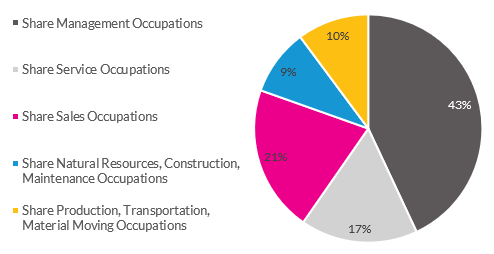 Share Management Occupations
Share Service Occupations
Share Sales Occupations
Share Natural Resources, Construction,
Maintenance Occupations
Share Production, Transportation,
Material Moving Occupations
10%
9%
43%
21%
17%